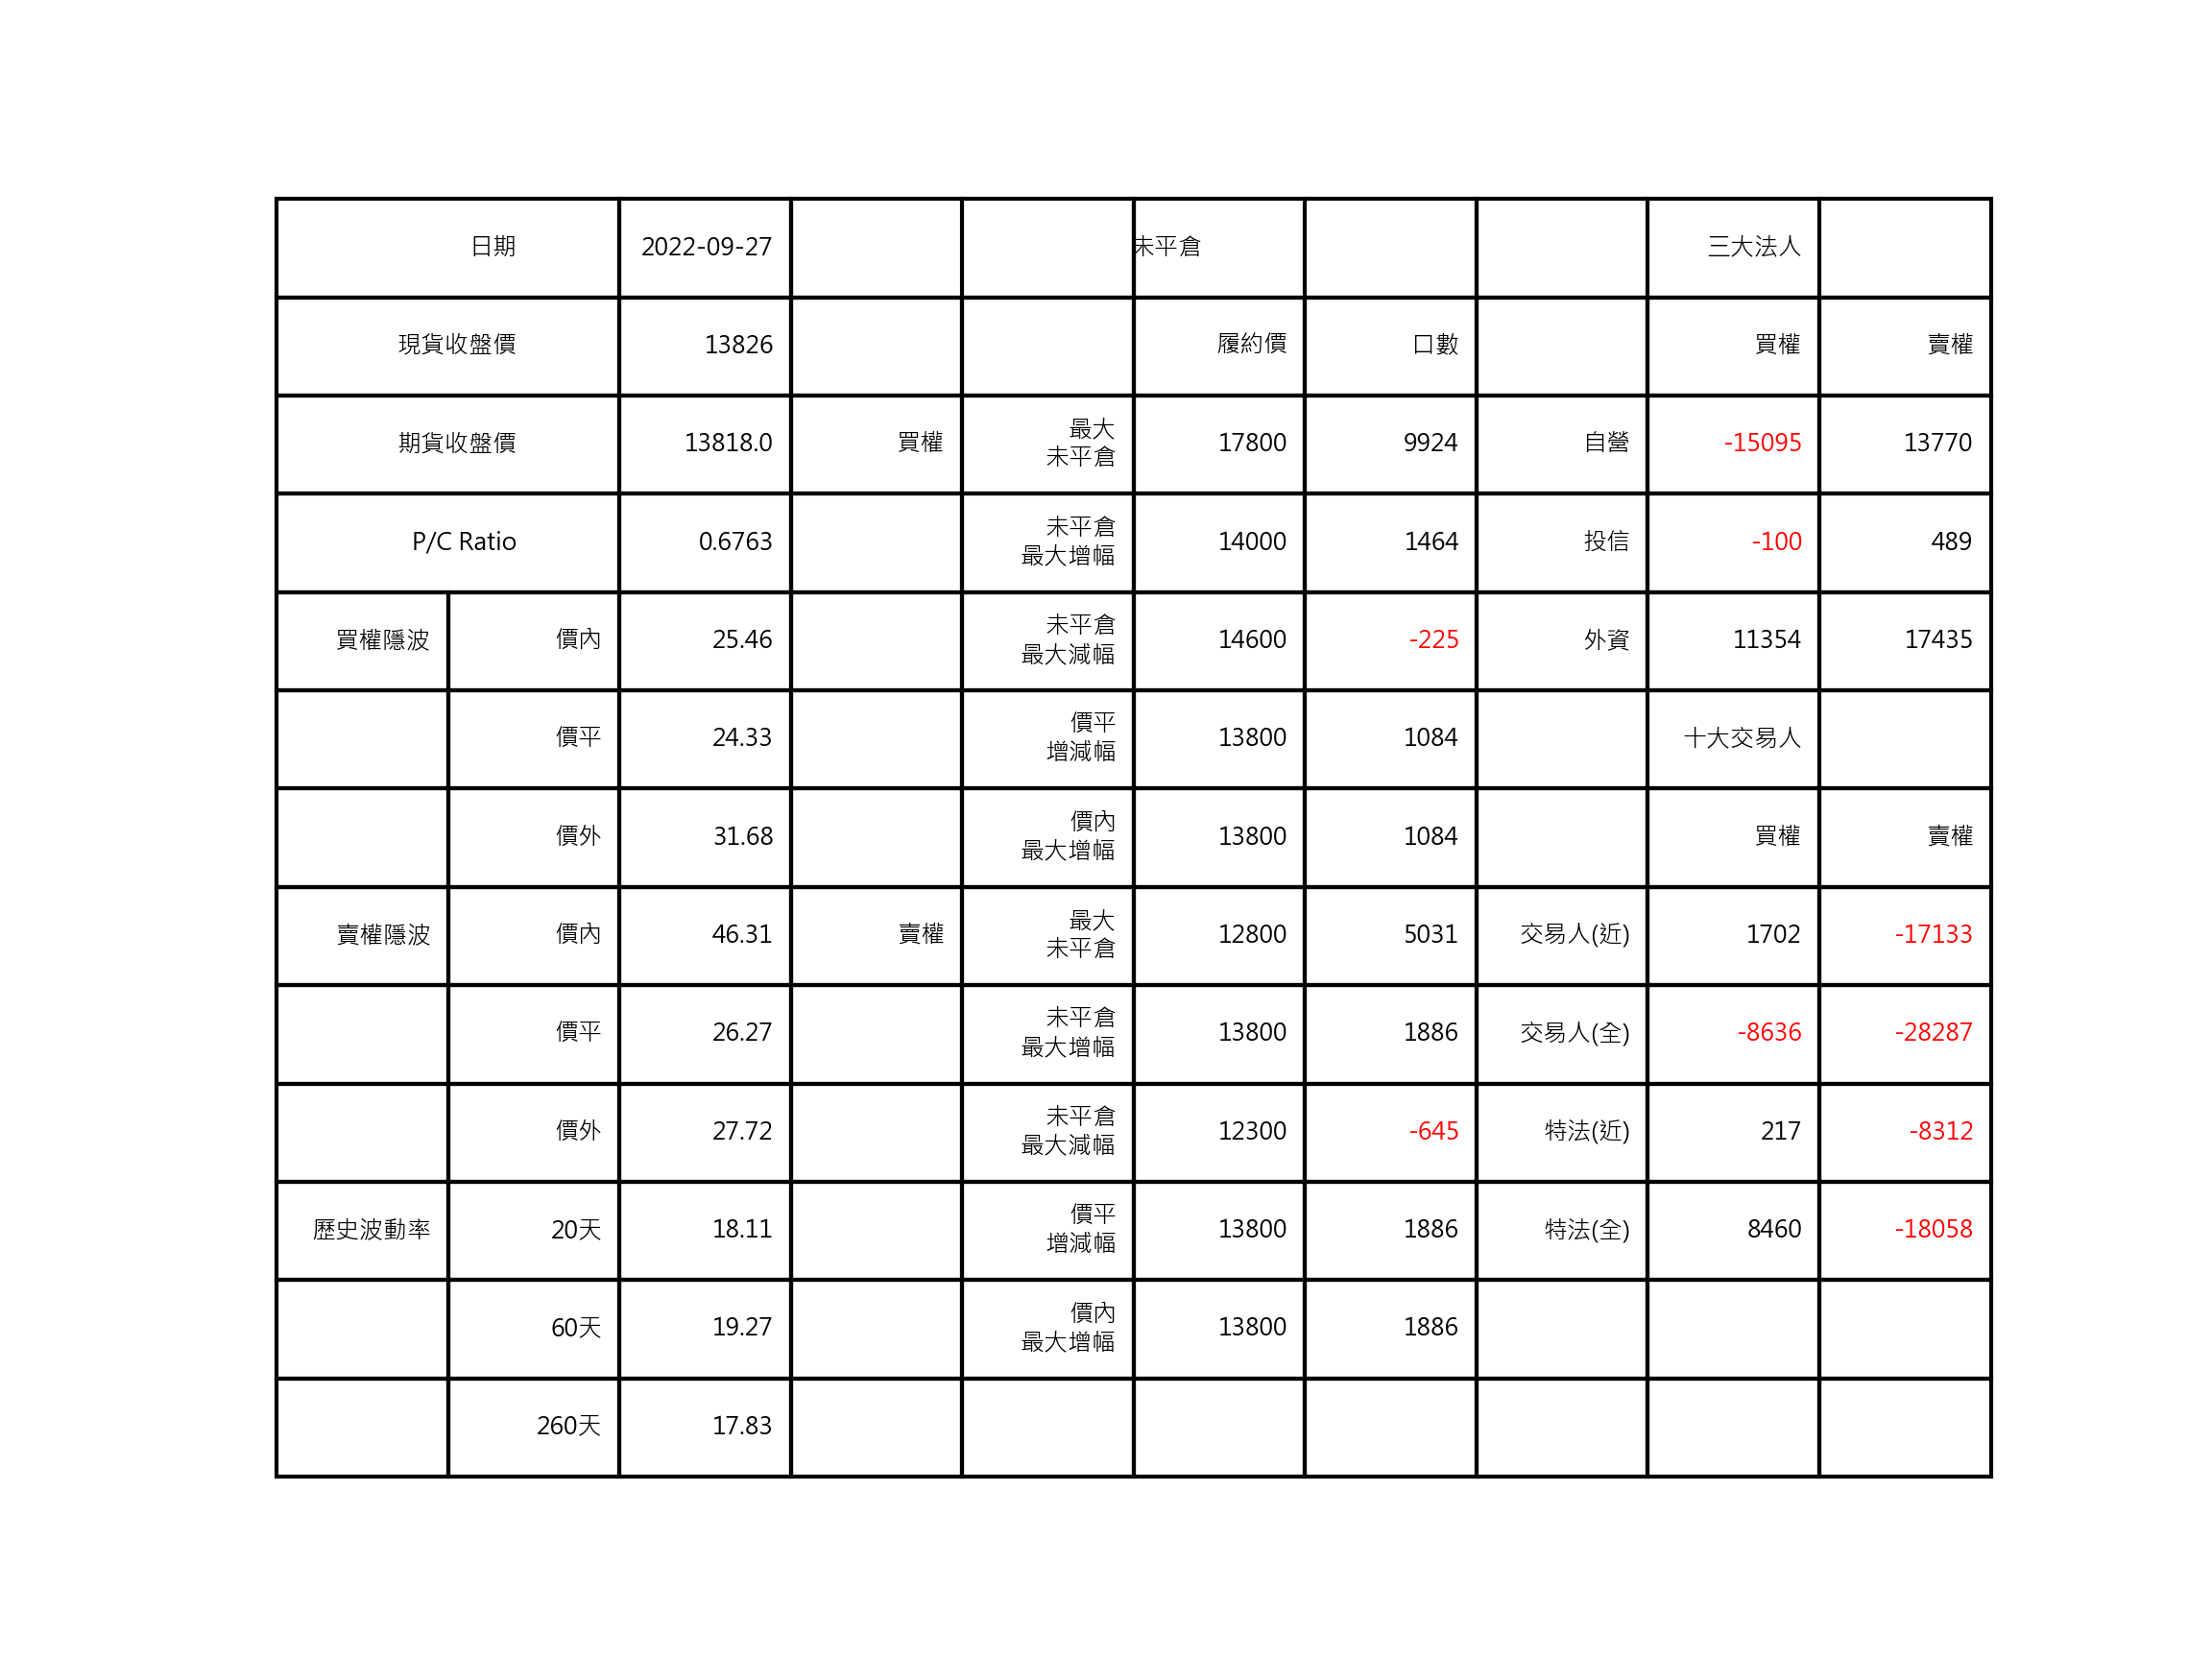 日期 2022-09-27 未平倉 三大法人
現貨收盤價 13826 履約價 口數 買權 賣權
期貨收盤價 13818.0 買權 最大
未平倉 17800 9924 自營 -15095 13770
P/C Ratio 0.6763 未平倉
最大增幅 14000 1464 投信 -100 489
買權隱波 價內 25.46 未平倉
最大減幅 14600 -225 外資 11354 17435
價平 24.33 價平
增減幅 13800 1084 十大交易人
價外 31.68 價內
最大增幅 13800 1084 買權 賣權
賣權隱波 價內 46.31 賣權 最大
未平倉 12800 5031 交易人(近) 1702 -17133
價平 26.27 未平倉
最大增幅 13800 1886 交易人(全) -8636 -28287
價外 27.72 未平倉
最大減幅 12300 -645 特法(近) 217 -8312
歷史波動率 20天 18.11 價平
增減幅 13800 1886 特法(全) 8460 -18058
60天 19.27 價內
最大增幅 13800 1886
260天 17.83